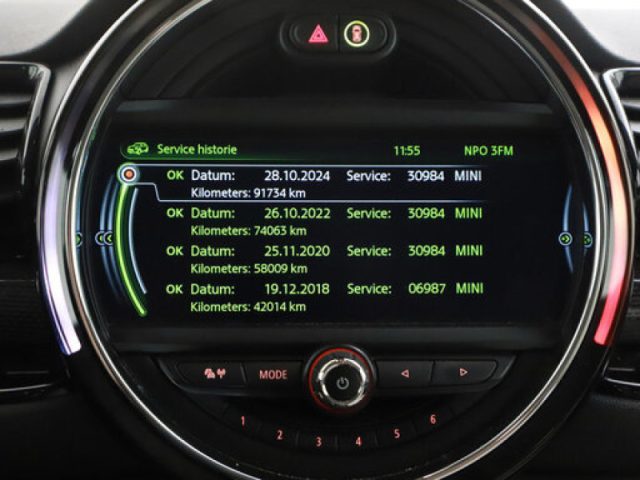 Service historie 11:55 NPO 3FM
OK Datum: 28.10.2024 Service: 30984 MINI
Kilometers: 91734 km
OK Datum: 26.10.2022 Service: 30984 MINI
Kilometers: 74063 km
OK Datum: 25.11.2020 Service: 30984 MINI
Kilometers: 58009 km
OK Datum: 19.12.2018 Service: 06987 MINI
Kilometers: 42014 km
MODE
1 2 3 4 5 6